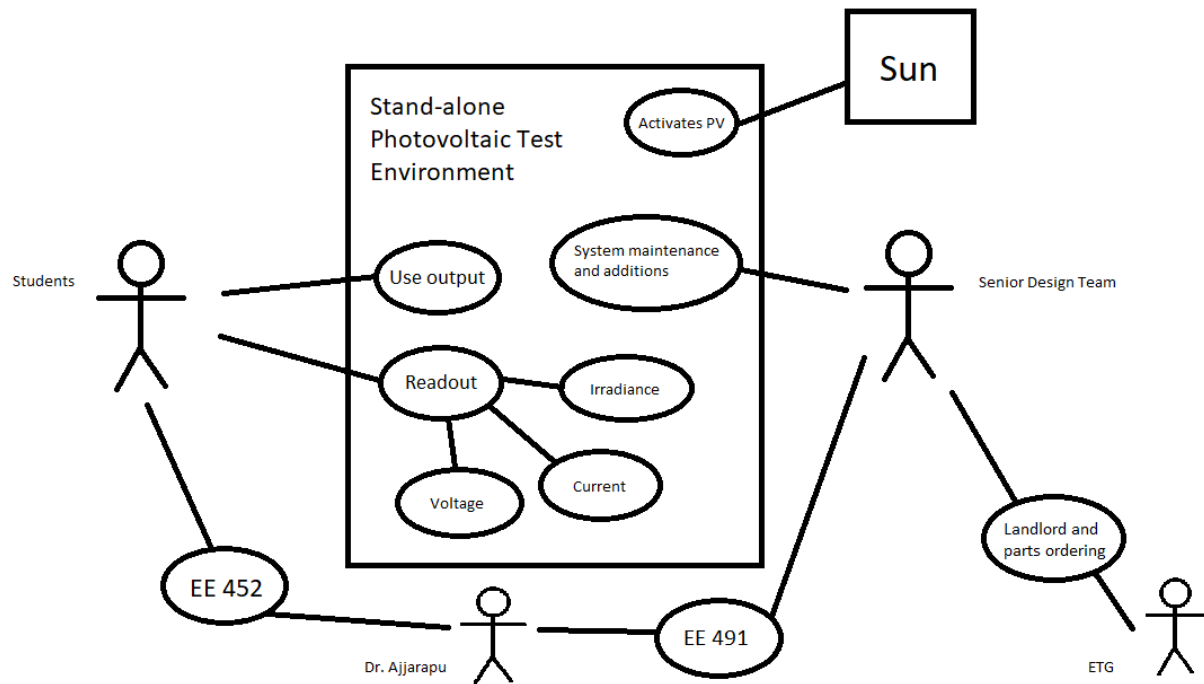 Sun
Stand-alone
Photovoltaic Test
Environment
Activates PV
System maintenance
and additions
Use output
Students
Senior Design Team
Readout
Irradiance
Current
Voltage
Landlord and
parts ordering
EE 452
EE 491
Dr. Ajjarapu
ETG